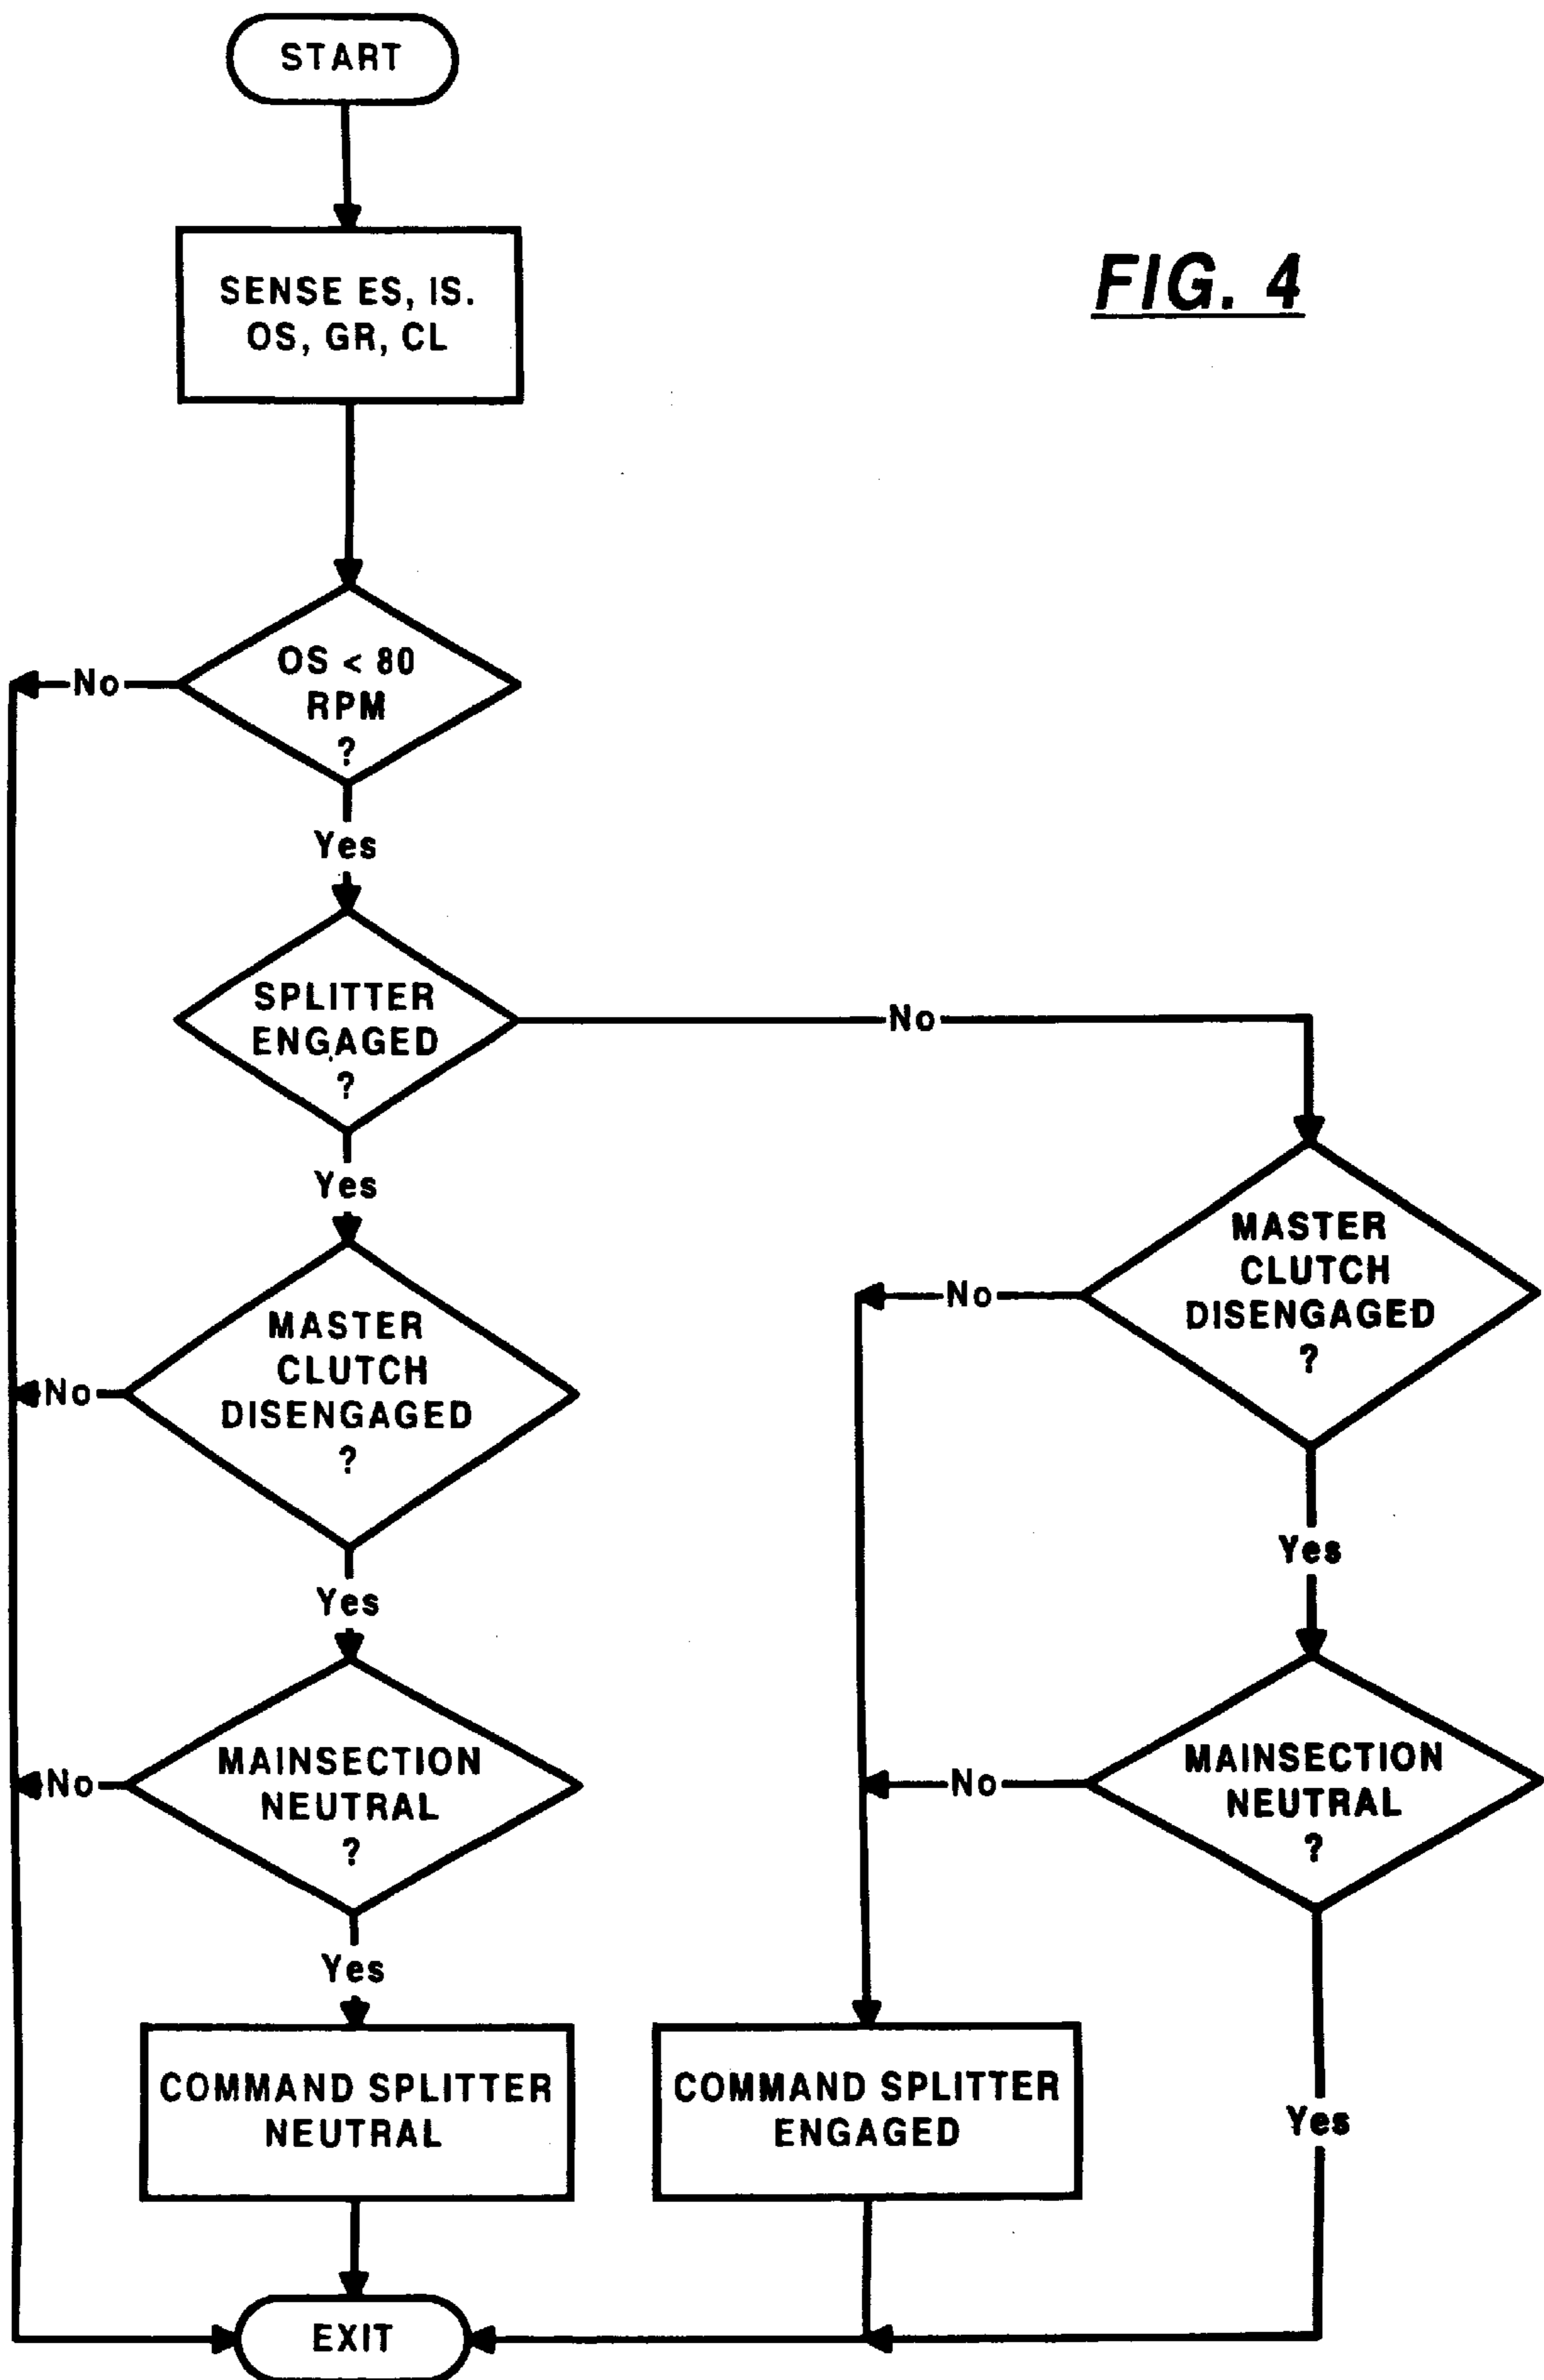 START
FIG. 4
SENSE ES, IS.
OS, GR, CL
OS < 80
RPM
?
No
Yes
SPLITTER
ENGAGED
?
No
Yes
MASTER
CLUTCH
DISENGAGED
?
No
Yes
MAINSECTION
NEUTRAL
?
No
Yes
COMMAND SPLITTER
NEUTRAL
MASTER
CLUTCH
DISENGAGED
?
No
Yes
MAINSECTION
NEUTRAL
?
No
Yes
COMMAND SPLITTER
ENGAGED
EXIT